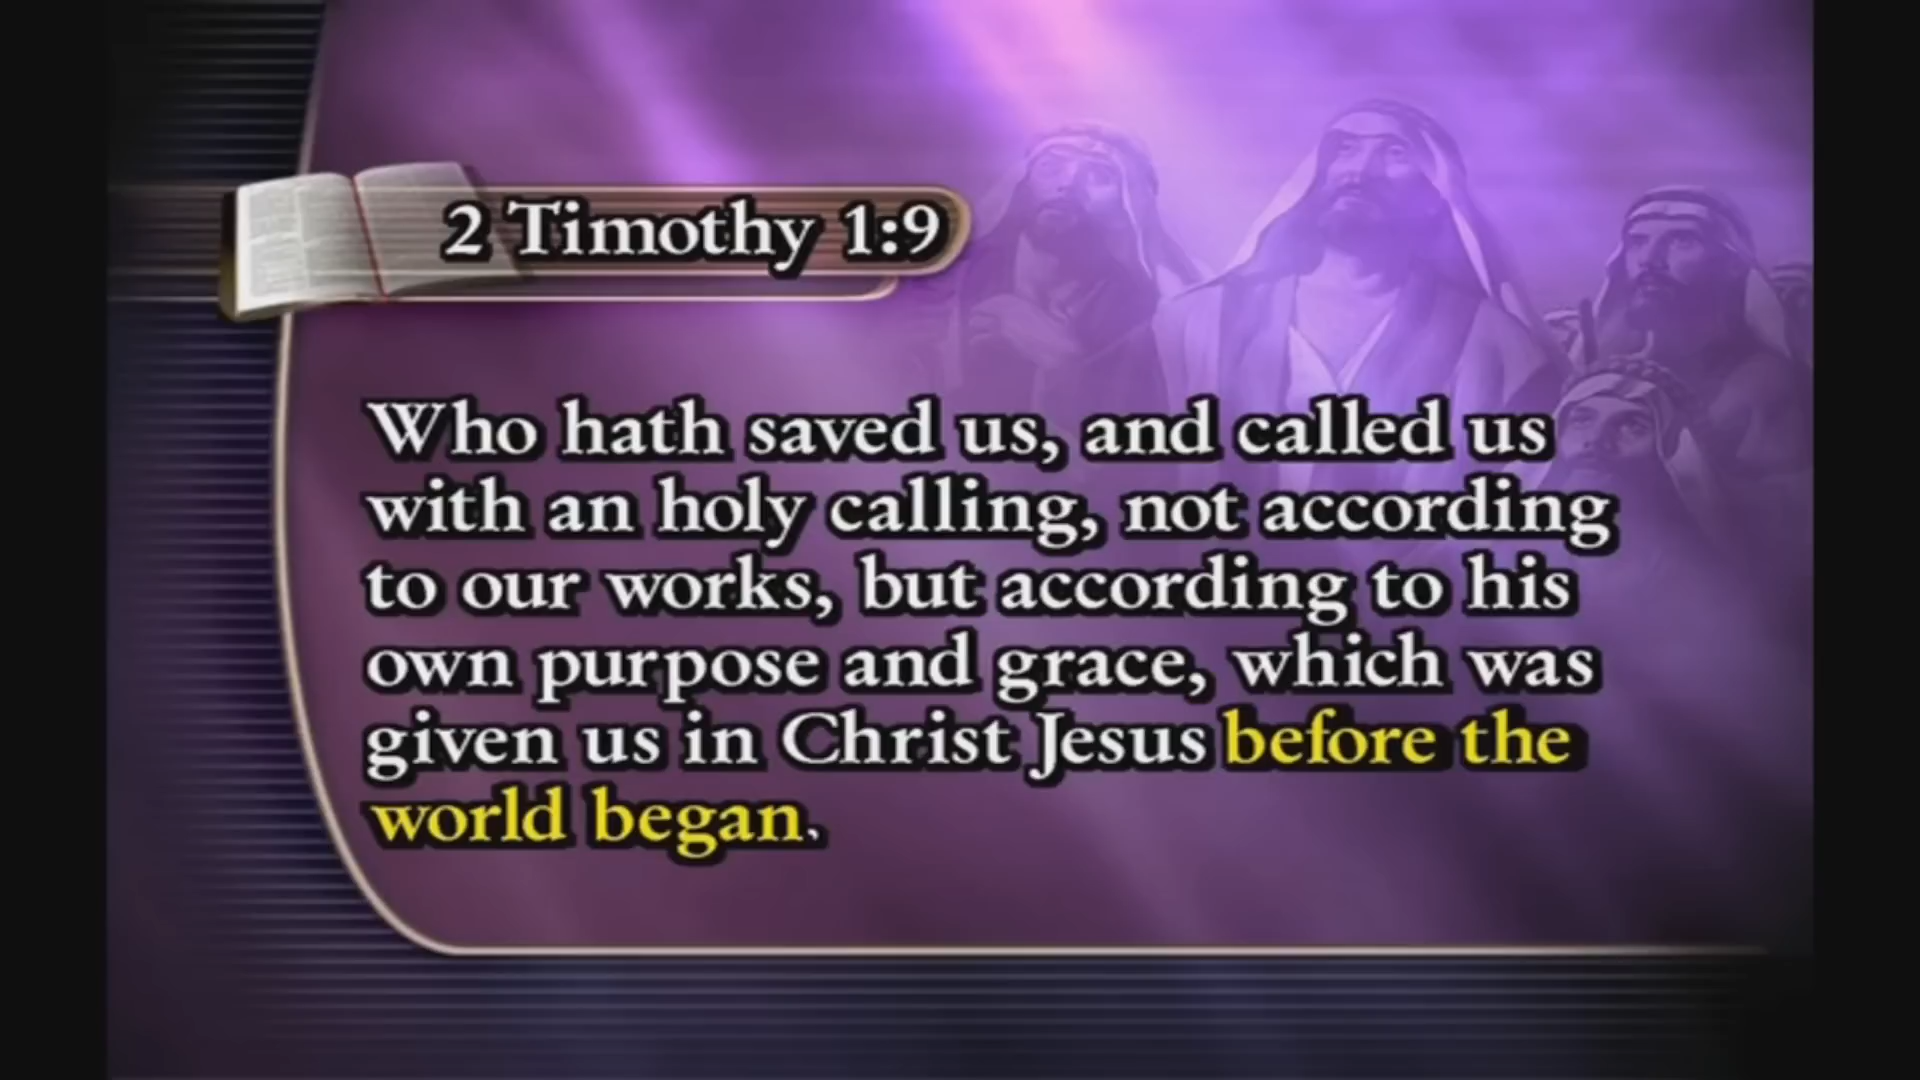 2 Timothy 1:9
Who hath saved us, and called us
with an holy calling, not according
to our works, but according to his
own purpose and grace, which was
given us in Christ Jesus before the
world began.